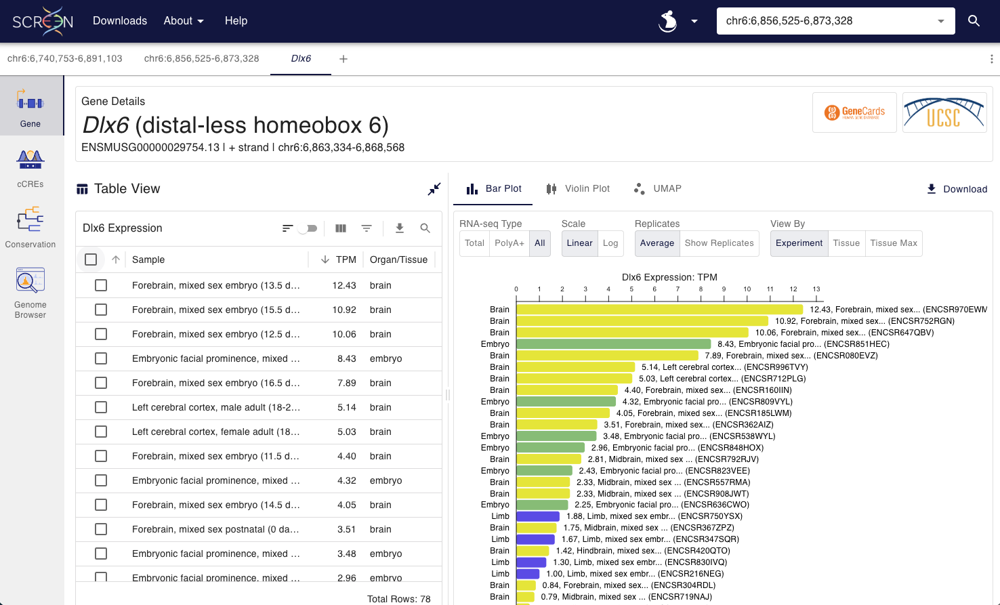 SCREEN Downloads About Help chr6:6,856,525-6,873,328
chr6:6,740,753-6,891,103 chr6:6,856,525-6,873,328 Dlx6 +
Gene
cCREs
Conservation
Genome
Browser
Gene Details
Dlx6 (distal-less homeobox 6)
ENSMUSG00000029754.13 | + strand | chr6:6,863,334-6,868,568
GeneCards
HUMAN GENE DATABASE
UCSC
Table View
Dlx6 Expression
Sample TPM Organ/Tissue
Forebrain, mixed sex embryo (13.5 d... 12.43 brain
Forebrain, mixed sex embryo (15.5 d... 10.92 brain
Forebrain, mixed sex embryo (12.5 d... 10.06 brain
Embryonic facial prominence, mixed ... 8.43 embryo
Forebrain, mixed sex embryo (16.5 d... 7.89 brain
Left cerebral cortex, male adult (18-2... 5.14 brain
Left cerebral cortex, female adult (18... 5.03 brain
Forebrain, mixed sex embryo (11.5 d... 4.40 brain
Embryonic facial prominence, mixed ... 4.32 embryo
Forebrain, mixed sex embryo (14.5 d... 4.05 brain
Forebrain, mixed sex postnatal (0 da... 3.51 brain
Embryonic facial prominence, mixed ... 3.48 embryo
Embryonic facial prominence, mixed ... 2.96 embryo
Total Rows: 78
Bar Plot Violin Plot UMAP Download
RNA-seq Type Scale Replicates View By
Total PolyA+ All Linear Log Average Show Replicates Experiment Tissue Tissue Max
Dlx6 Expression: TPM
0 1 2 3 4 5 6 7 8 9 10 11 12 13
Brain 12.43, Forebrain, mixed sex... (ENCSR970EWM
Brain 10.92, Forebrain, mixed sex... (ENCSR752RGN)
Brain 10.06, Forebrain, mixed sex... (ENCSR647QBV)
Embryo 8.43, Embryonic facial pro... (ENCSR851HEC)
Brain 7.89, Forebrain, mixed sex... (ENCSR080EVZ)
Brain 5.14, Left cerebral cortex... (ENCSR996TVY)
Brain 5.03, Left cerebral cortex... (ENCSR712PLG)
Brain 4.40, Forebrain, mixed sex... (ENCSR160IIN)
Embryo 4.32, Embryonic facial pro... (ENCSR809VYL)
Brain 4.05, Forebrain, mixed sex... (ENCSR185LWM)
Brain 3.51, Forebrain, mixed sex... (ENCSR362AIZ)
Embryo 3.48, Embryonic facial pro... (ENCSR538WYL)
Embryo 2.96, Embryonic facial pro... (ENCSR848HOX)
Brain 2.81, Midbrain, mixed sex ... (ENCSR792RJV)
Embryo 2.43, Embryonic facial pro... (ENCSR823VEE)
Brain 2.33, Midbrain, mixed sex ... (ENCSR557RMA)
Brain 2.33, Midbrain, mixed sex ... (ENCSR908JWT)
Embryo 2.25, Embryonic facial pro... (ENCSR636CWO)
Limb 1.88, Limb, mixed sex embr... (ENCSR750YSX)
Brain 1.75, Midbrain, mixed sex ... (ENCSR367ZPZ)
Limb 1.67, Limb, mixed sex embr... (ENCSR347SQR)
Brain 1.42, Hindbrain, mixed sex... (ENCSR420QTO)
Limb 1.30, Limb, mixed sex embr... (ENCSR830IVQ)
Limb 1.00, Limb, mixed sex embr... (ENCSR216NEG)
Brain 0.84, Forebrain, mixed sex... (ENCSR304RDL)
Brain 0.79, Midbrain, mixed sex ... (ENCSR719NAJ)